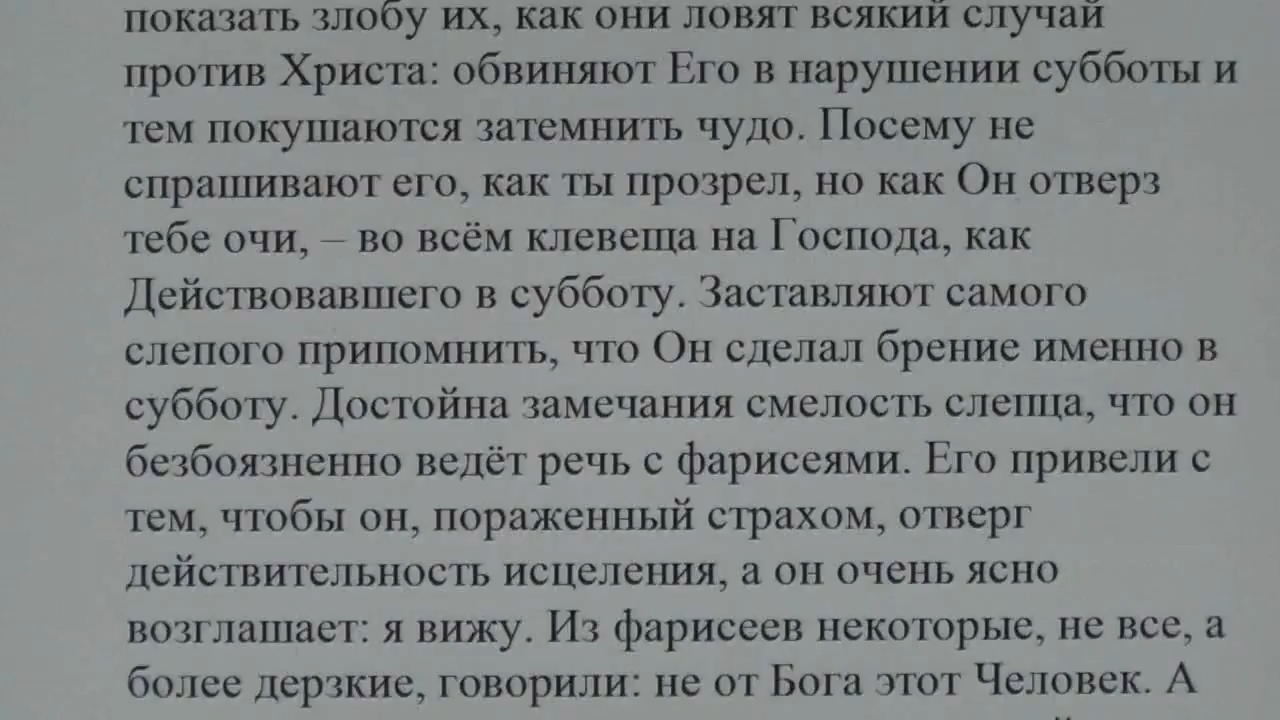 показать злобу их, как они ловят всякий случай
против Христа: обвиняют Его в нарушении субботы и
тем покушаются затемнить чудо. Посему не
спрашивают его, как ты прозрел, но как Он отверз
тебе очи, – во всём клевеща на Господа, как
Действовавшего в субботу. Заставляют самого
слепого припомнить, что Он сделал брение именно в
субботу. Достойна замечания смелость слепца, что он
безбоязненно ведёт речь с фарисеями. Его привели с
тем, чтобы он, пораженный страхом, отверг
действительность исцеления, а он очень ясно
возглашает: я вижу. Из фарисеев некоторые, не все, а
более дерзкие, говорили: не от Бога этот Человек. А